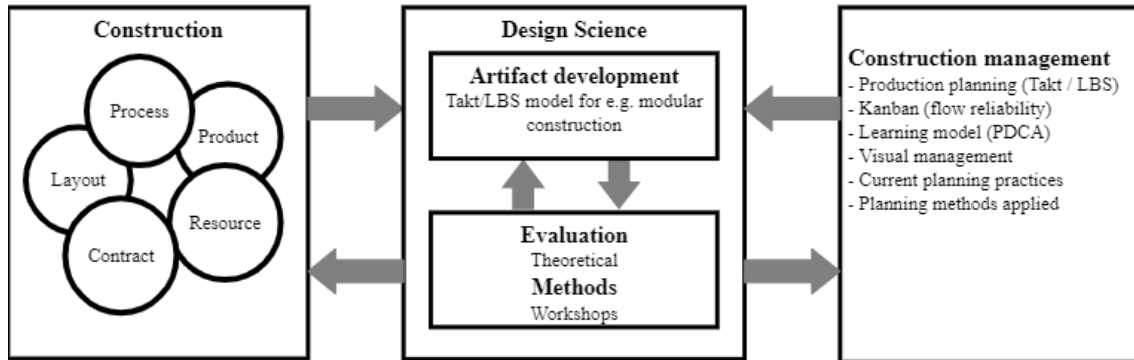 Construction
Process
Product
Layout
Resource
Contract
Design Science
Artifact development
Takt/LBS model for e.g. modular
construction
Evaluation
Theoretical
Methods
Workshops
Construction management
- Production planning (Takt / LBS)
- Kanban (flow reliability)
- Learning model (PDCA)
- Visual management
- Current planning practices
- Planning methods applied